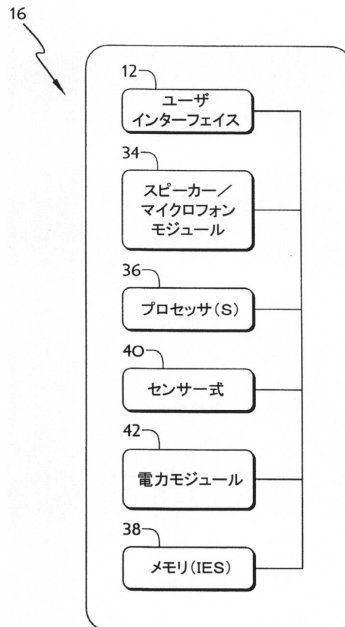 16
12
ユーザ
インターフェイス
34
スピーカー/
マイクロフォン
モジュール
36
プロセッサ(S)
40
センサー式
42
電力モジュール
38
メモリ(IES)